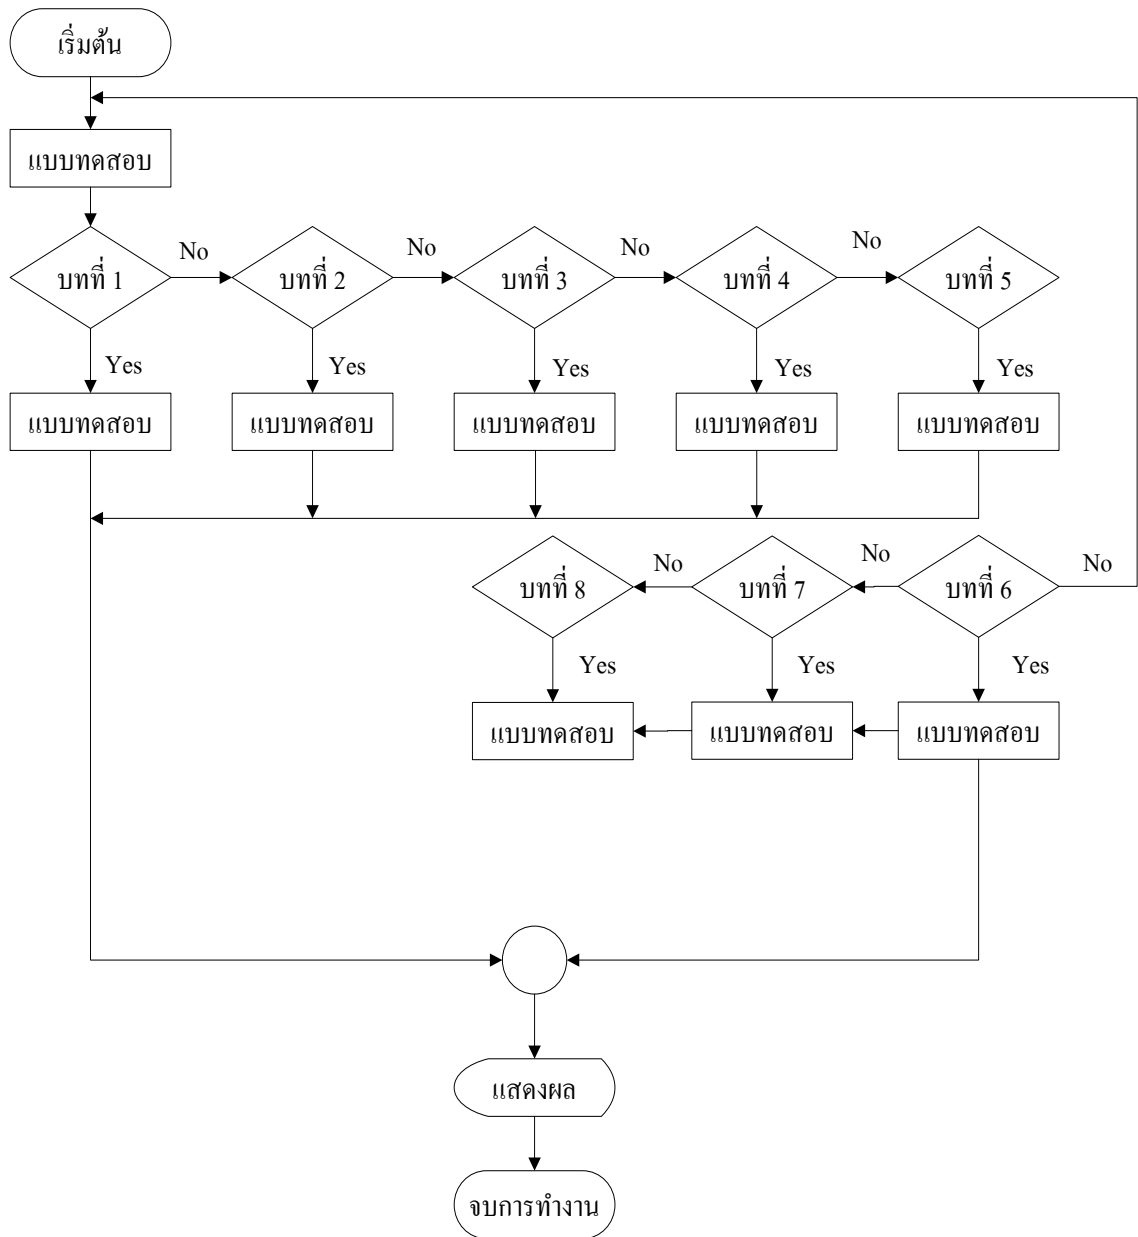 เริ่มต้น
แบบทดสอบ
บทที่ 1
No
บทที่ 2
No
บทที่ 3
No
บทที่ 4
No
บทที่ 5
Yes
Yes
Yes
Yes
Yes
แบบทดสอบ
แบบทดสอบ
แบบทดสอบ
แบบทดสอบ
แบบทดสอบ
บทที่ 8
No
บทที่ 7
No
บทที่ 6
No
Yes
Yes
Yes
แบบทดสอบ
แบบทดสอบ
แบบทดสอบ
แสดงผล
จบการทำงาน